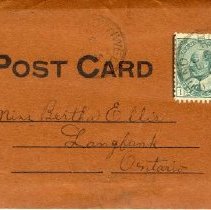 POST CARD
Miss Bertha Ellis
Langbank
Ontario